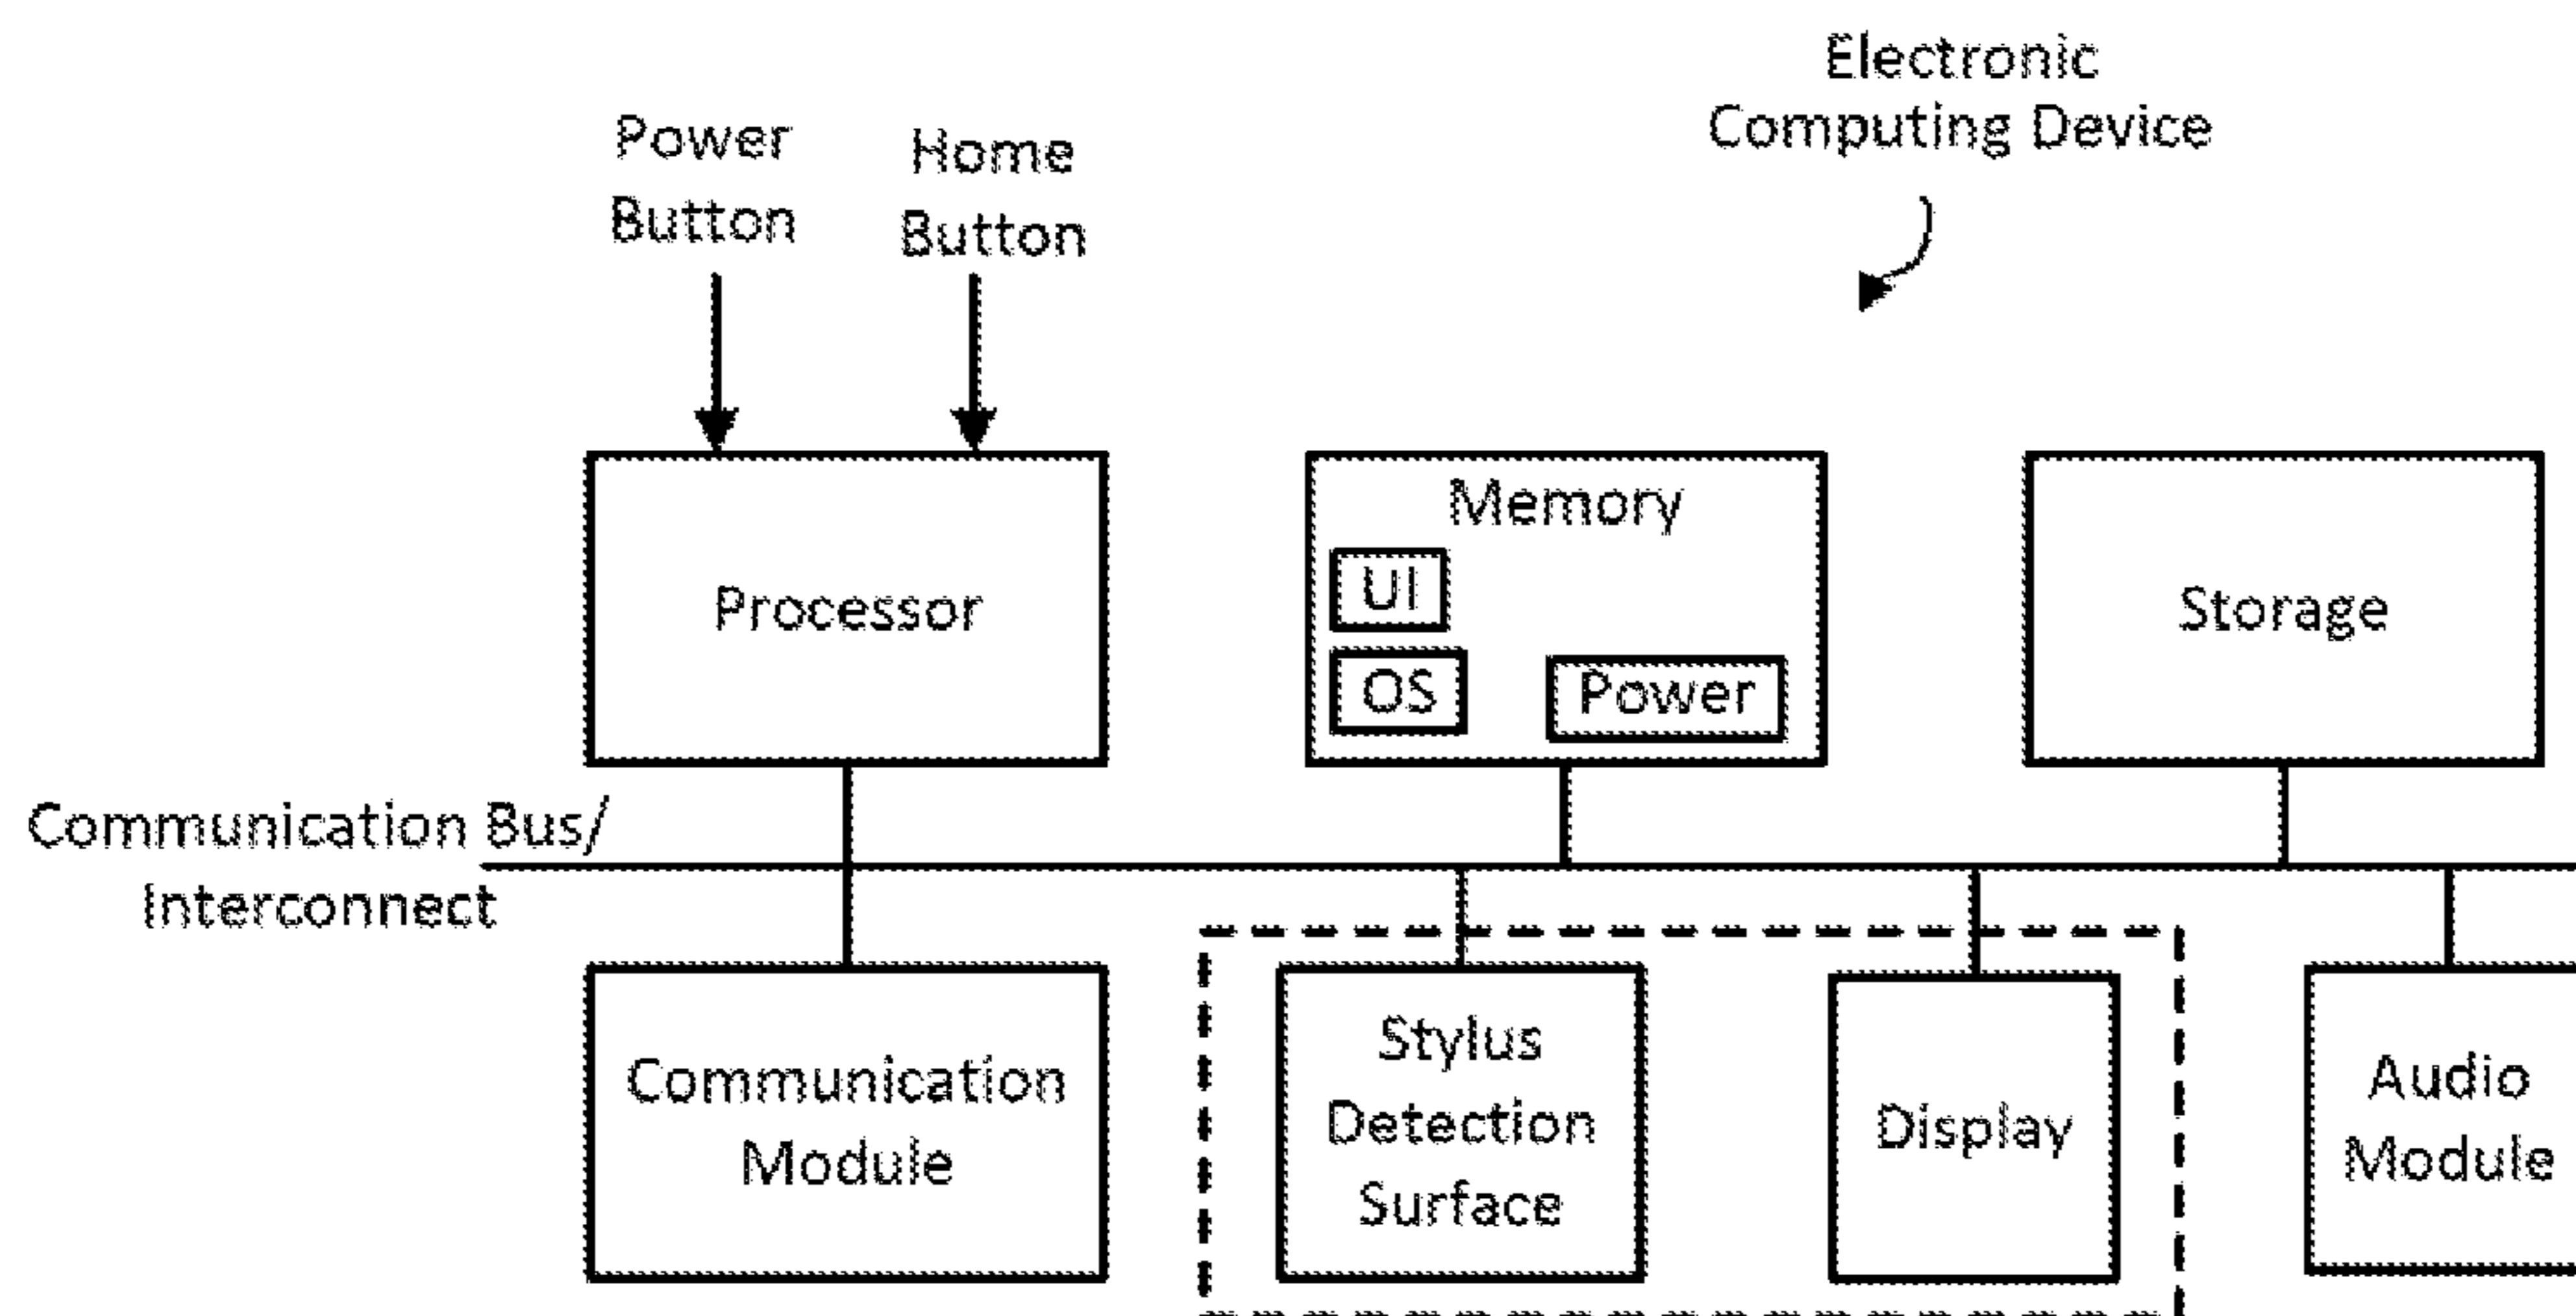 Electronic
Computing Device
Power
Button
Home
Button
Processor
Memory
UI
OS
Power
Storage
Communication Bus/
Interconnect
Communication
Module
Stylus
Detection
Surface
Display
Audio
Module